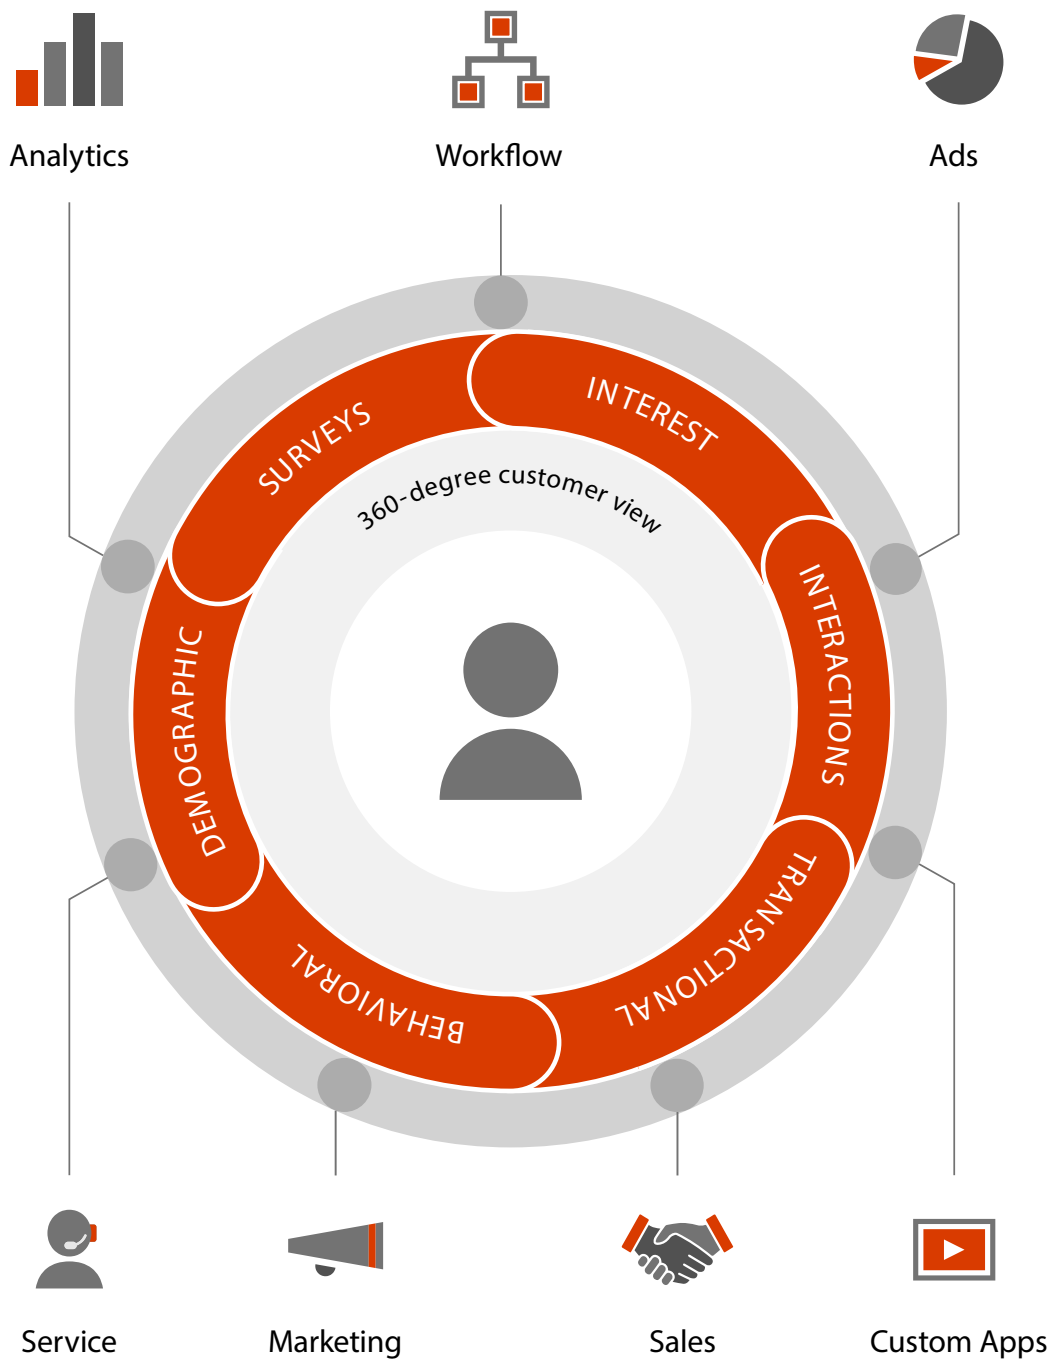 Analytics
Workflow
Ads
SURVEYS
INTEREST
360-degree customer view
INTERACTIONS
DEMOGRAPHIC
TRANSACTIONAL
BEHAVIORAL
Service
Marketing
Sales
Custom Apps